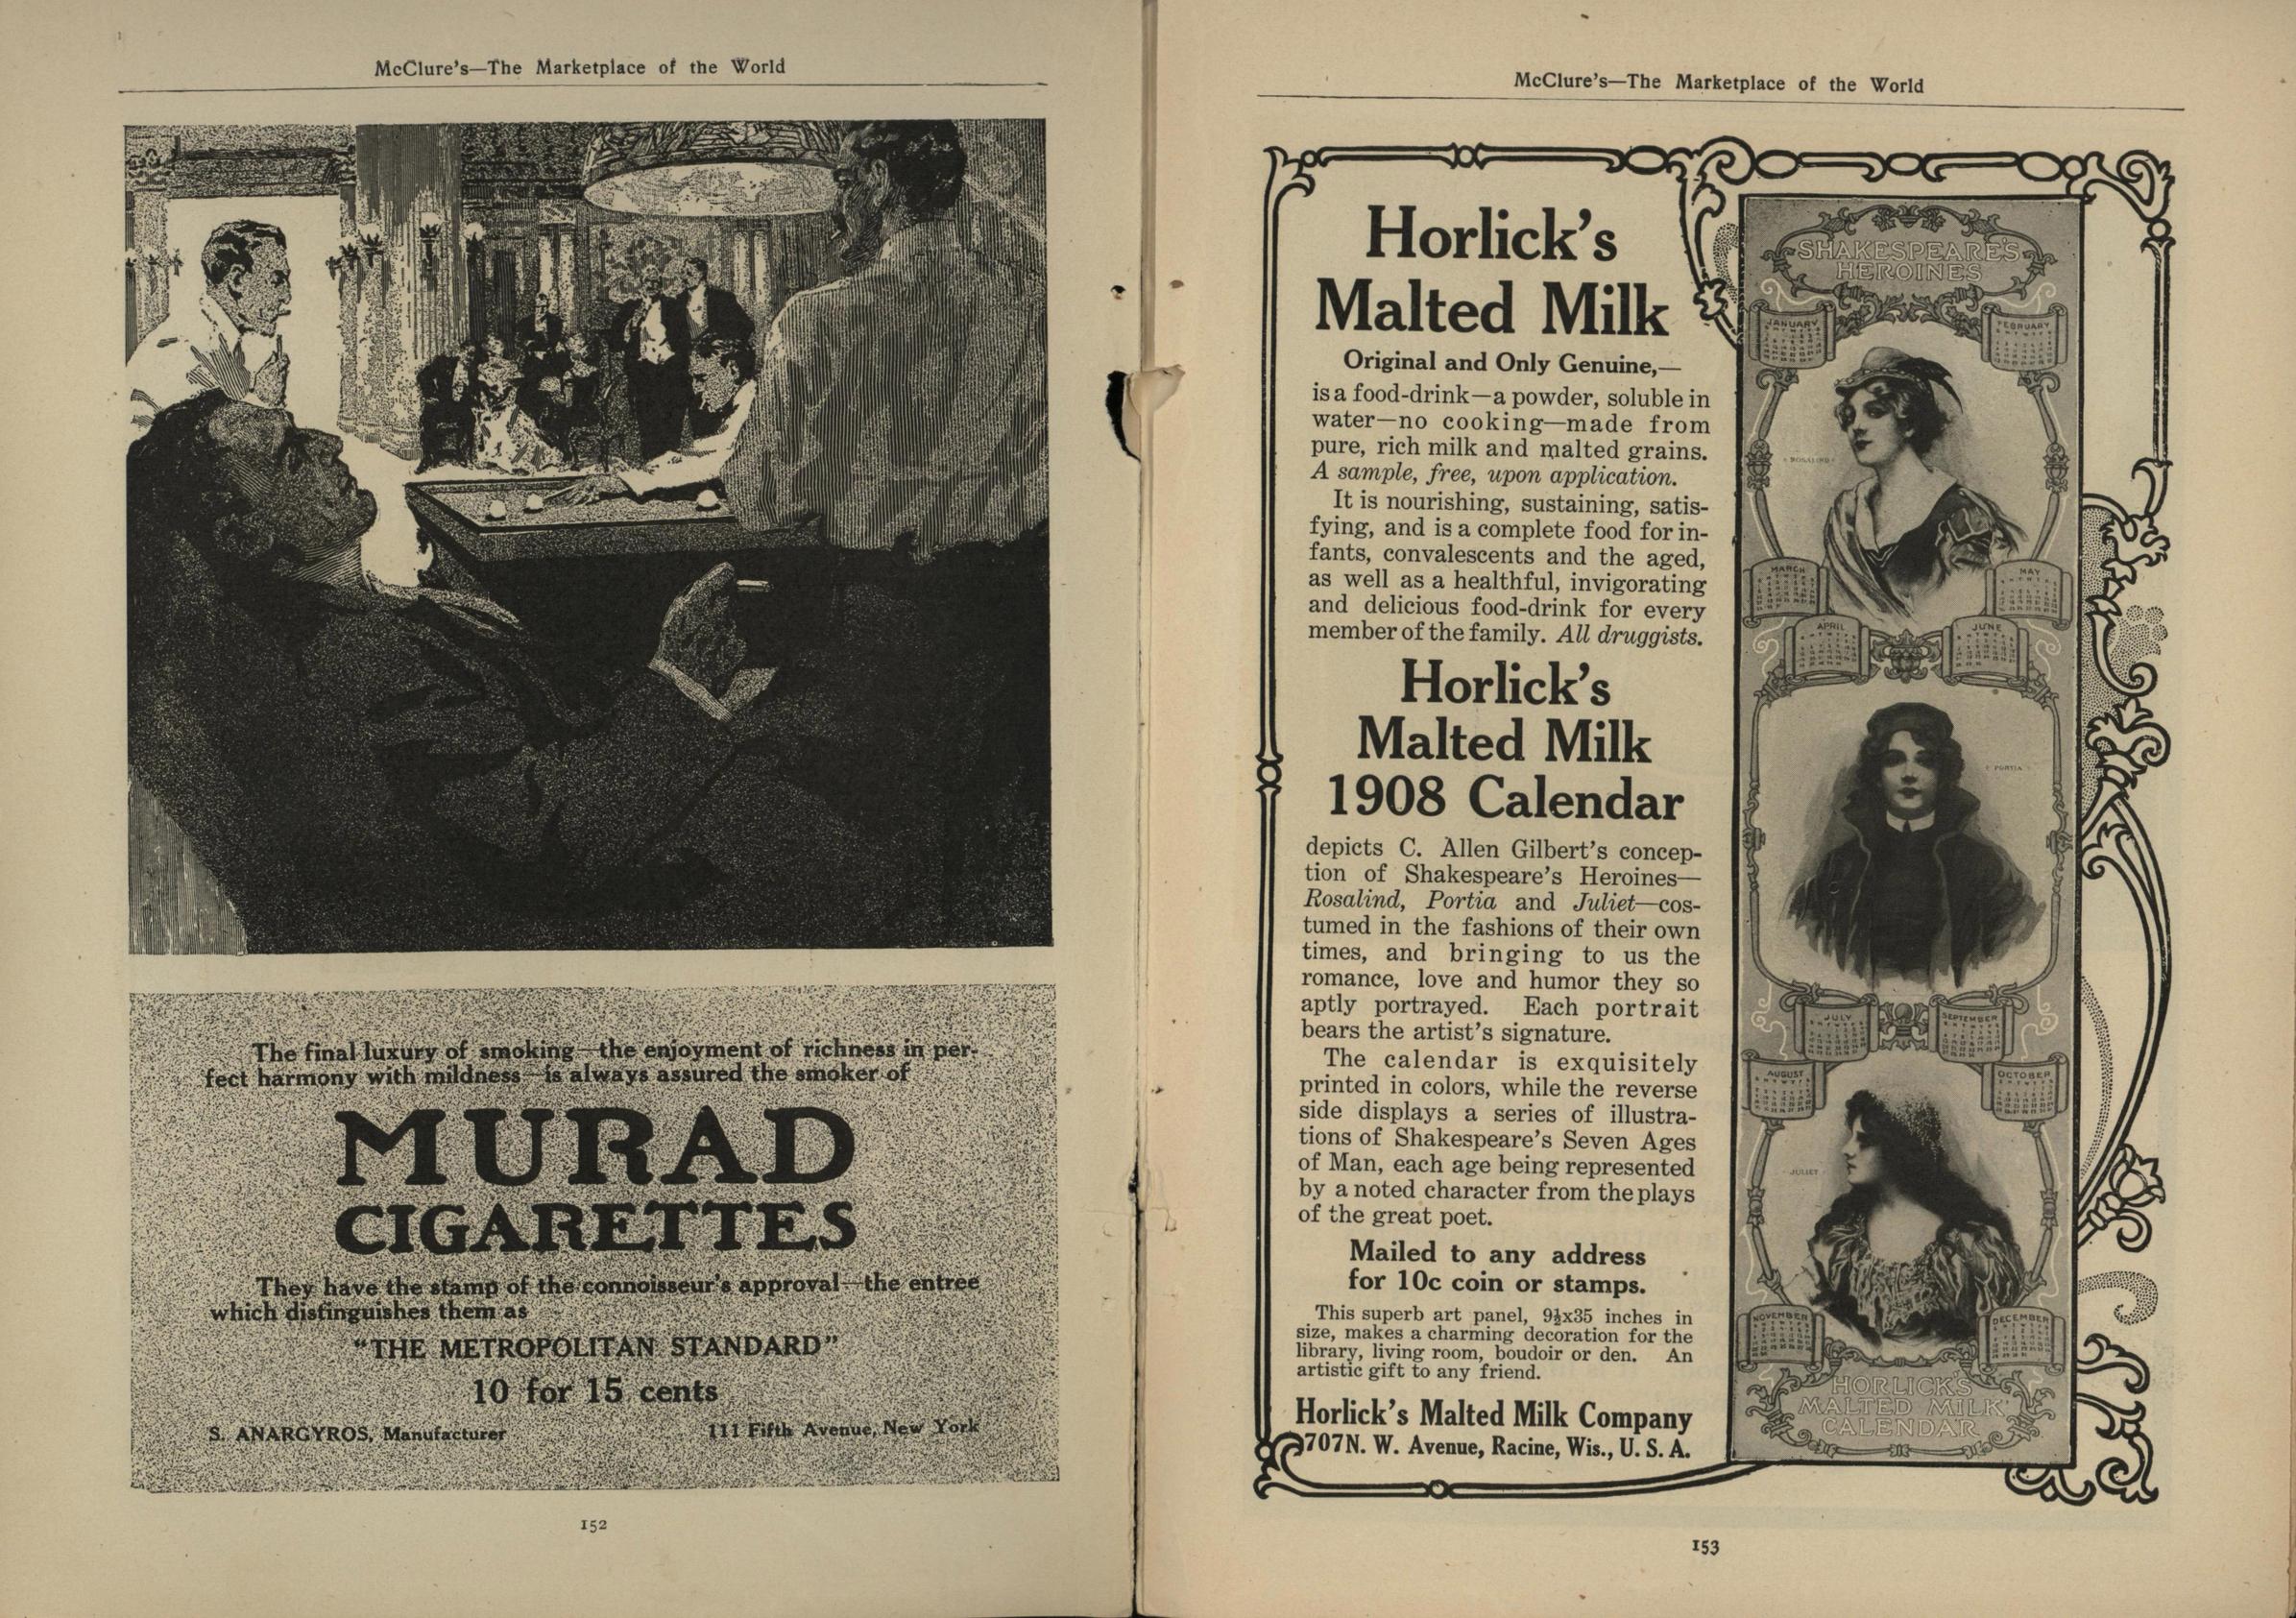 McClure's—The Marketplace of the World
The final luxury of smoking—the enjoyment of richness in per-
fect harmony with mildness—is always assured the smoker of
MURAD
CIGARETTES
They have the stamp of the connoisseur's approval—the entree
which distinguishes them as
"THE METROPOLITAN STANDARD"
10 for 15 cents
S. ANARGYROS, Manufacturer 111 Fifth Avenue, New York
152
McClure's—The Marketplace of the World
Horlick's
Malted Milk
Original and Only Genuine,—
is a food-drink—a powder, soluble in
water—no cooking—made from
pure, rich milk and malted grains.
A sample, free, upon application.
It is nourishing, sustaining, satis-
fying, and is a complete food for in-
fants, convalescents and the aged,
as well as a healthful, invigorating
and delicious food-drink for every
member of the family. All druggists.
Horlick's
Malted Milk
1908 Calendar
depicts C. Allen Gilbert's concep-
tion of Shakespeare's Heroines—
Rosalind, Portia and Juliet—cos-
tumed in the fashions of their own
times, and bringing to us the
romance, love and humor they so
aptly portrayed. Each portrait
bears the artist's signature.
The calendar is exquisitely
printed in colors, while the reverse
side displays a series of illustra-
tions of Shakespeare's Seven Ages
of Man, each age being represented
by a noted character from the plays
of the great poet.
Mailed to any address
for 10c coin or stamps.
This superb art panel, 9½x35 inches in
size, makes a charming decoration for the
library, living room, boudoir or den. An
artistic gift to any friend.
Horlick's Malted Milk Company
707 N. W. Avenue, Racine, Wis., U. S. A.
SHAKESPEARE'S
HEROINES
JANUARY
FEBRUARY
ROSALIND
MARCH
MAY
APRIL
JUNE
PORTIA
JULY
SEPTEMBER
AUGUST
OCTOBER
JULIET
NOVEMBER
DECEMBER
HORLICK'S
MALTED MILK
CALENDAR
153